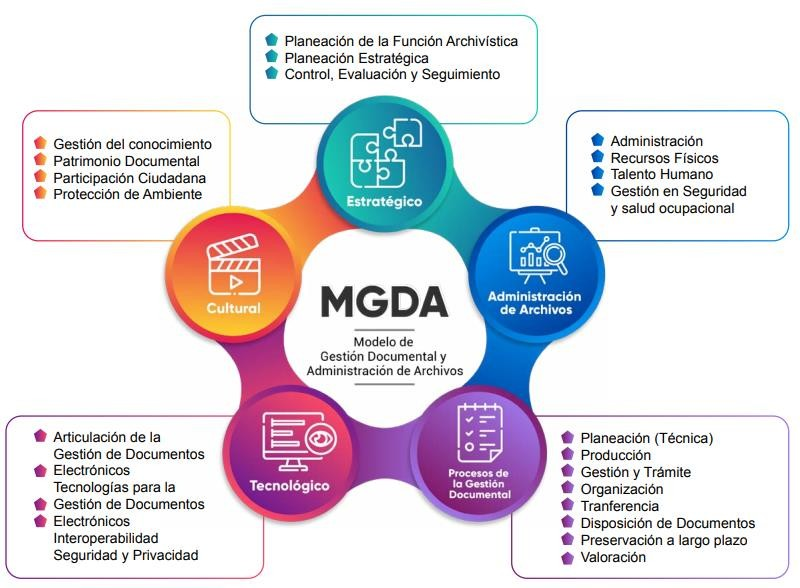 Planeación de la Función Archivística
Planeación Estratégica
Control, Evaluación y Seguimiento
Estratégico
Gestión del conocimiento
Patrimonio Documental
Participación Ciudadana
Protección de Ambiente
Cultural
Administración
Recursos Físicos
Talento Humano
Gestión en Seguridad
y salud ocupacional
Administración
de Archivos
MGDA
Modelo de
Gestión Documental y
Administración de Archivos
Articulación de la
Gestión de Documentos
Electrónicos
Tecnologías para la
Gestión de Documentos
Electrónicos
Interoperabilidad
Seguridad y Privacidad
Tecnológico
Procesos de
la Gestión
Documental
Planeación (Técnica)
Producción
Gestión y Trámite
Organización
Tranferencia
Disposición de Documentos
Preservación a largo plazo
Valoración